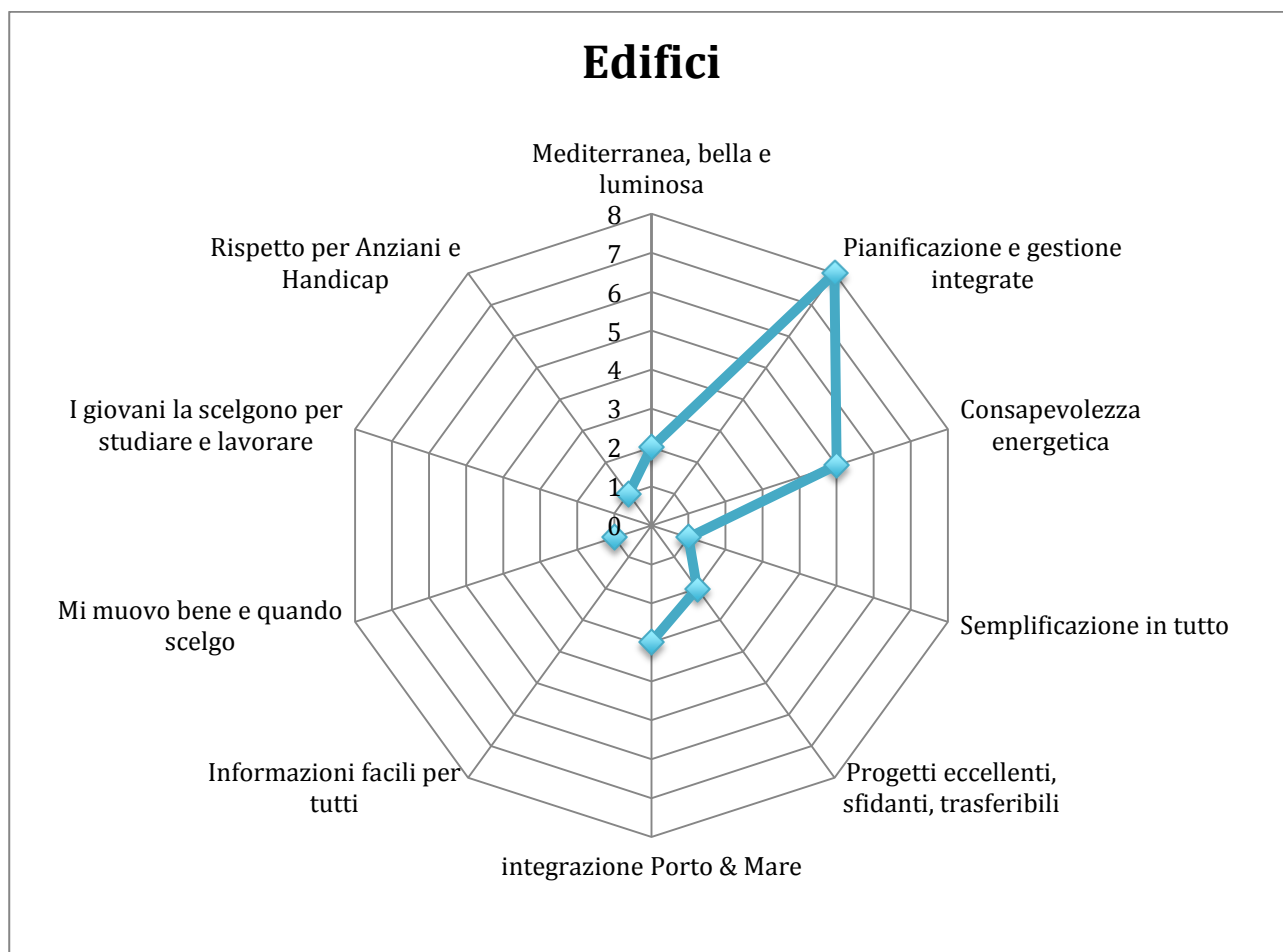 Edifici
Mediterranea, bella e
luminosa
Pianificazione e gestione
integrate
Consapevolezza
energetica
Semplificazione in tutto
Progetti eccellenti,
sfidanti, trasferibili
integrazione Porto & Mare
Informazioni facili per
tutti
Mi muovo bene e quando
scelgo
I giovani la scelgono per
studiare e lavorare
Rispetto per Anziani e
Handicap
8
7
6
5
4
3
2
1
0